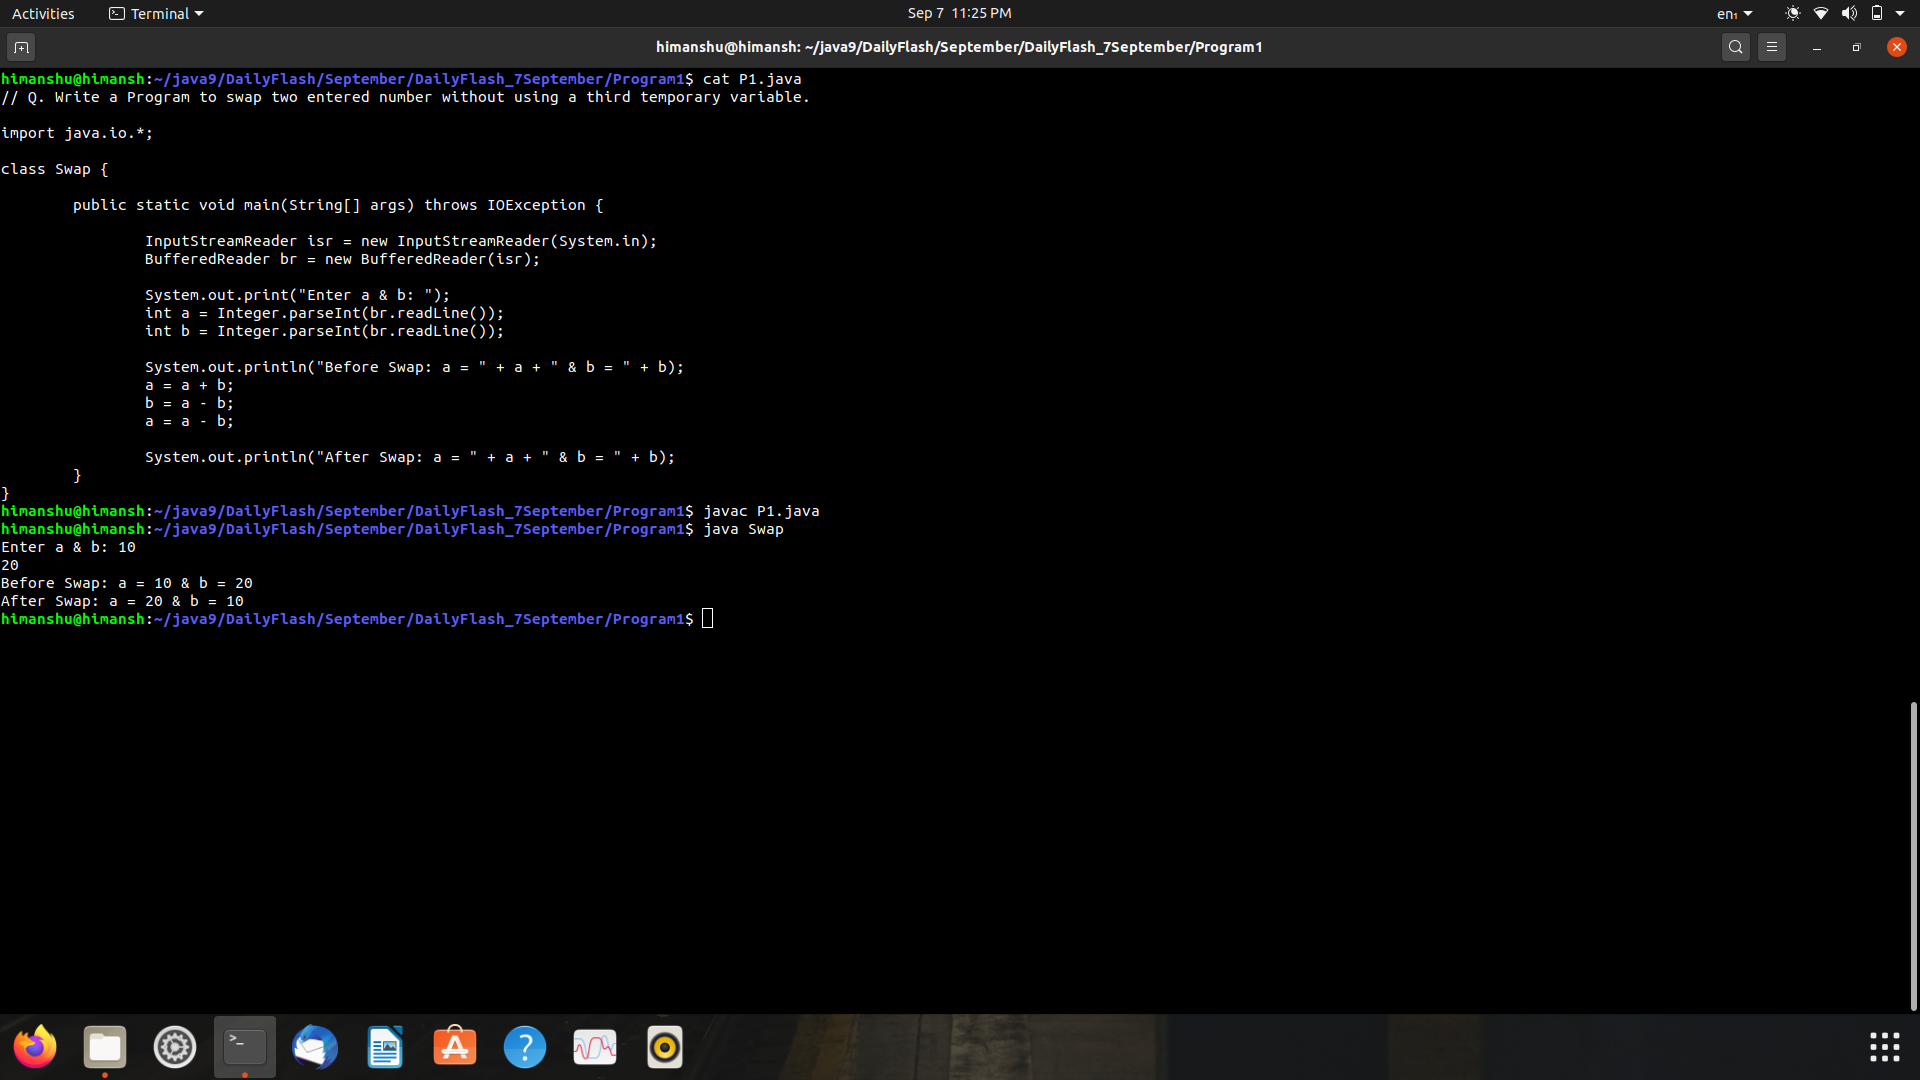 Activities
Terminal
Sep 7 11:25 PM
en₁
himanshu@himansh: ~/java9/DailyFlash/September/DailyFlash_7September/Program1
himanshu@himansh:~/java9/DailyFlash/September/DailyFlash_7September/Program1$ cat P1.java
// Q. Write a Program to swap two entered number without using a third temporary variable.
import java.io.*;
class Swap {
public static void main(String[] args) throws IOException {
InputStreamReader isr = new InputStreamReader(System.in);
BufferedReader br = new BufferedReader(isr);
System.out.print("Enter a & b: ");
int a = Integer.parseInt(br.readLine());
int b = Integer.parseInt(br.readLine());
System.out.println("Before Swap: a = " + a + " & b = " + b);
a = a + b;
b = a - b;
a = a - b;
System.out.println("After Swap: a = " + a + " & b = " + b);
}
}
himanshu@himansh:~/java9/DailyFlash/September/DailyFlash_7September/Program1$ javac P1.java
himanshu@himansh:~/java9/DailyFlash/September/DailyFlash_7September/Program1$ java Swap
Enter a & b: 10
20
Before Swap: a = 10 & b = 20
After Swap: a = 20 & b = 10
himanshu@himansh:~/java9/DailyFlash/September/DailyFlash_7September/Program1$